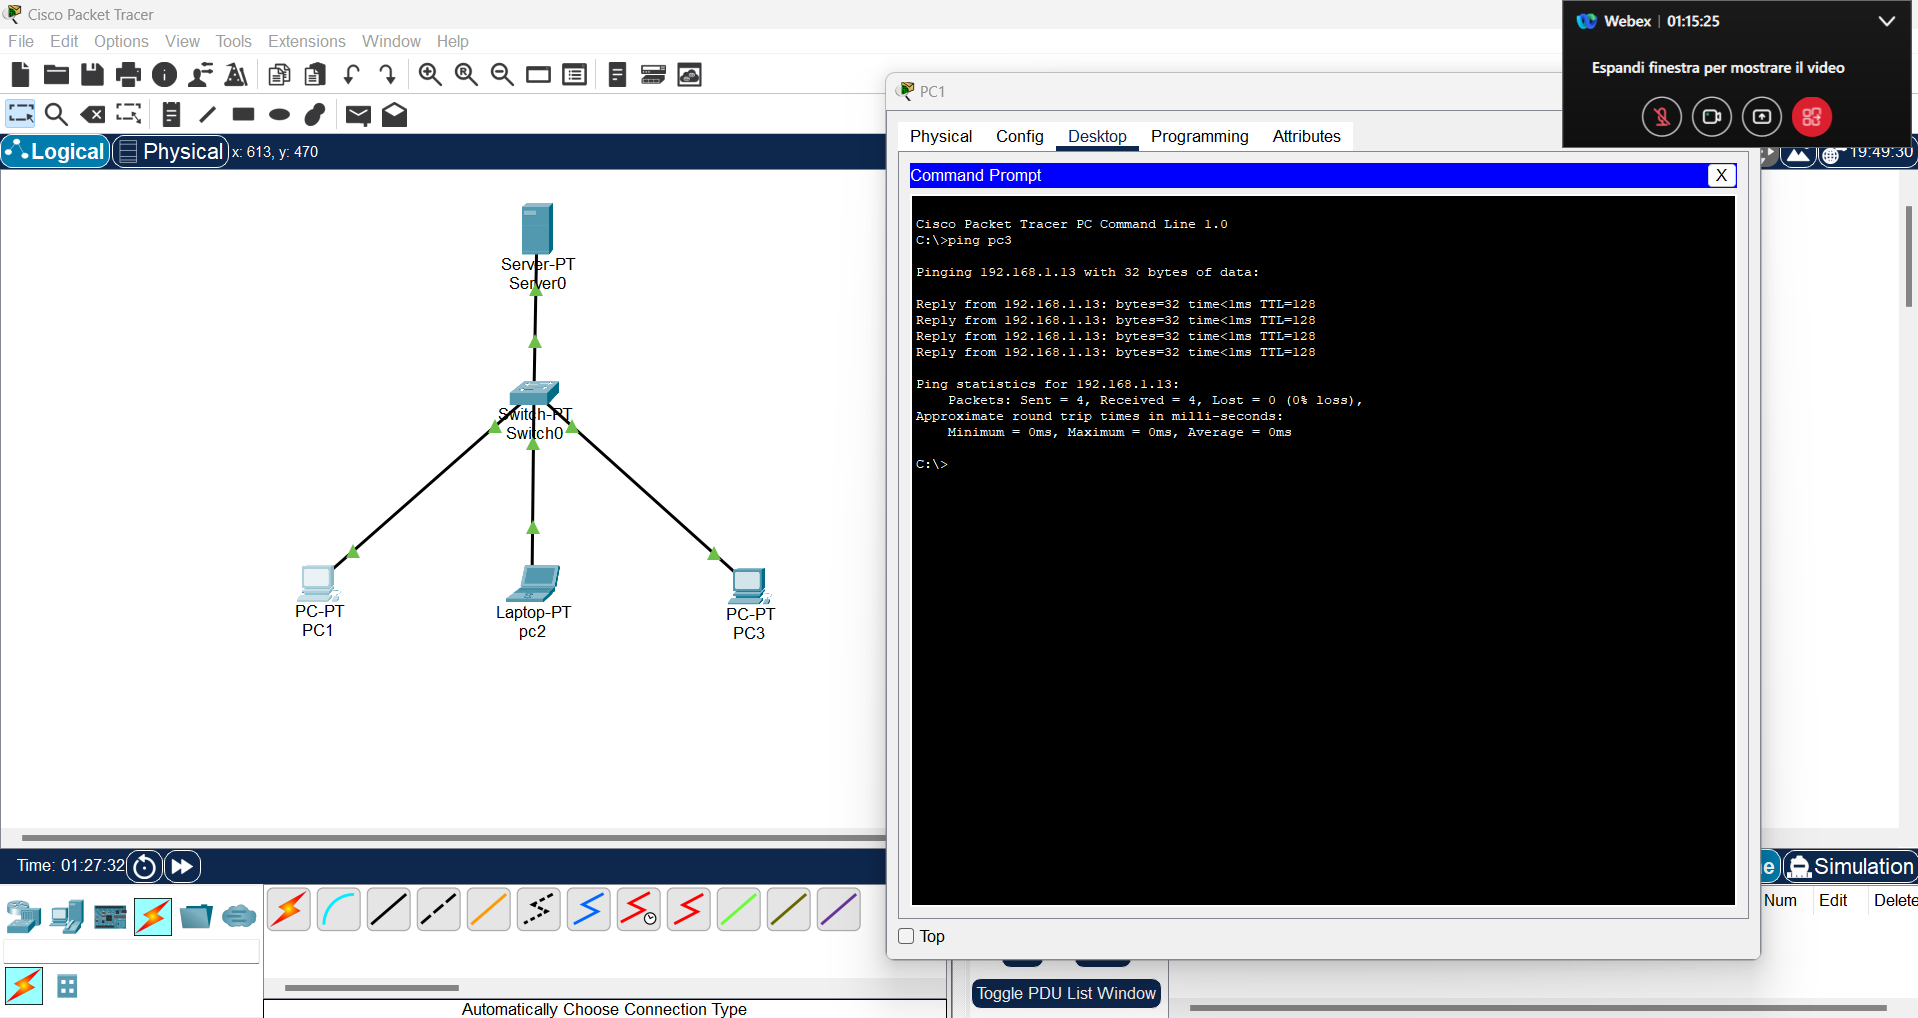 Cisco Packet Tracer
File Edit Options View Tools Extensions Window Help
Logical Physical x: 613, y: 470
Server-PT
Server0
Switch-PT
Switch0
PC-PT
PC1
Laptop-PT
pc2
PC-PT
PC3
PC1
Physical Config Desktop Programming Attributes
Command Prompt X
Cisco Packet Tracer PC Command Line 1.0
C:\>ping pc3
Pinging 192.168.1.13 with 32 bytes of data:
Reply from 192.168.1.13: bytes=32 time<1ms TTL=128
Reply from 192.168.1.13: bytes=32 time<1ms TTL=128
Reply from 192.168.1.13: bytes=32 time<1ms TTL=128
Reply from 192.168.1.13: bytes=32 time<1ms TTL=128
Ping statistics for 192.168.1.13:
Packets: Sent = 4, Received = 4, Lost = 0 (0% loss),
Approximate round trip times in milli-seconds:
Minimum = 0ms, Maximum = 0ms, Average = 0ms
C:\>
Top
Webex | 01:15:25
Espandi finestra per mostrare il video
19:49:30
Time: 01:27:32
e Simulation
Num Edit Delete
Toggle PDU List Window
Automatically Choose Connection Type